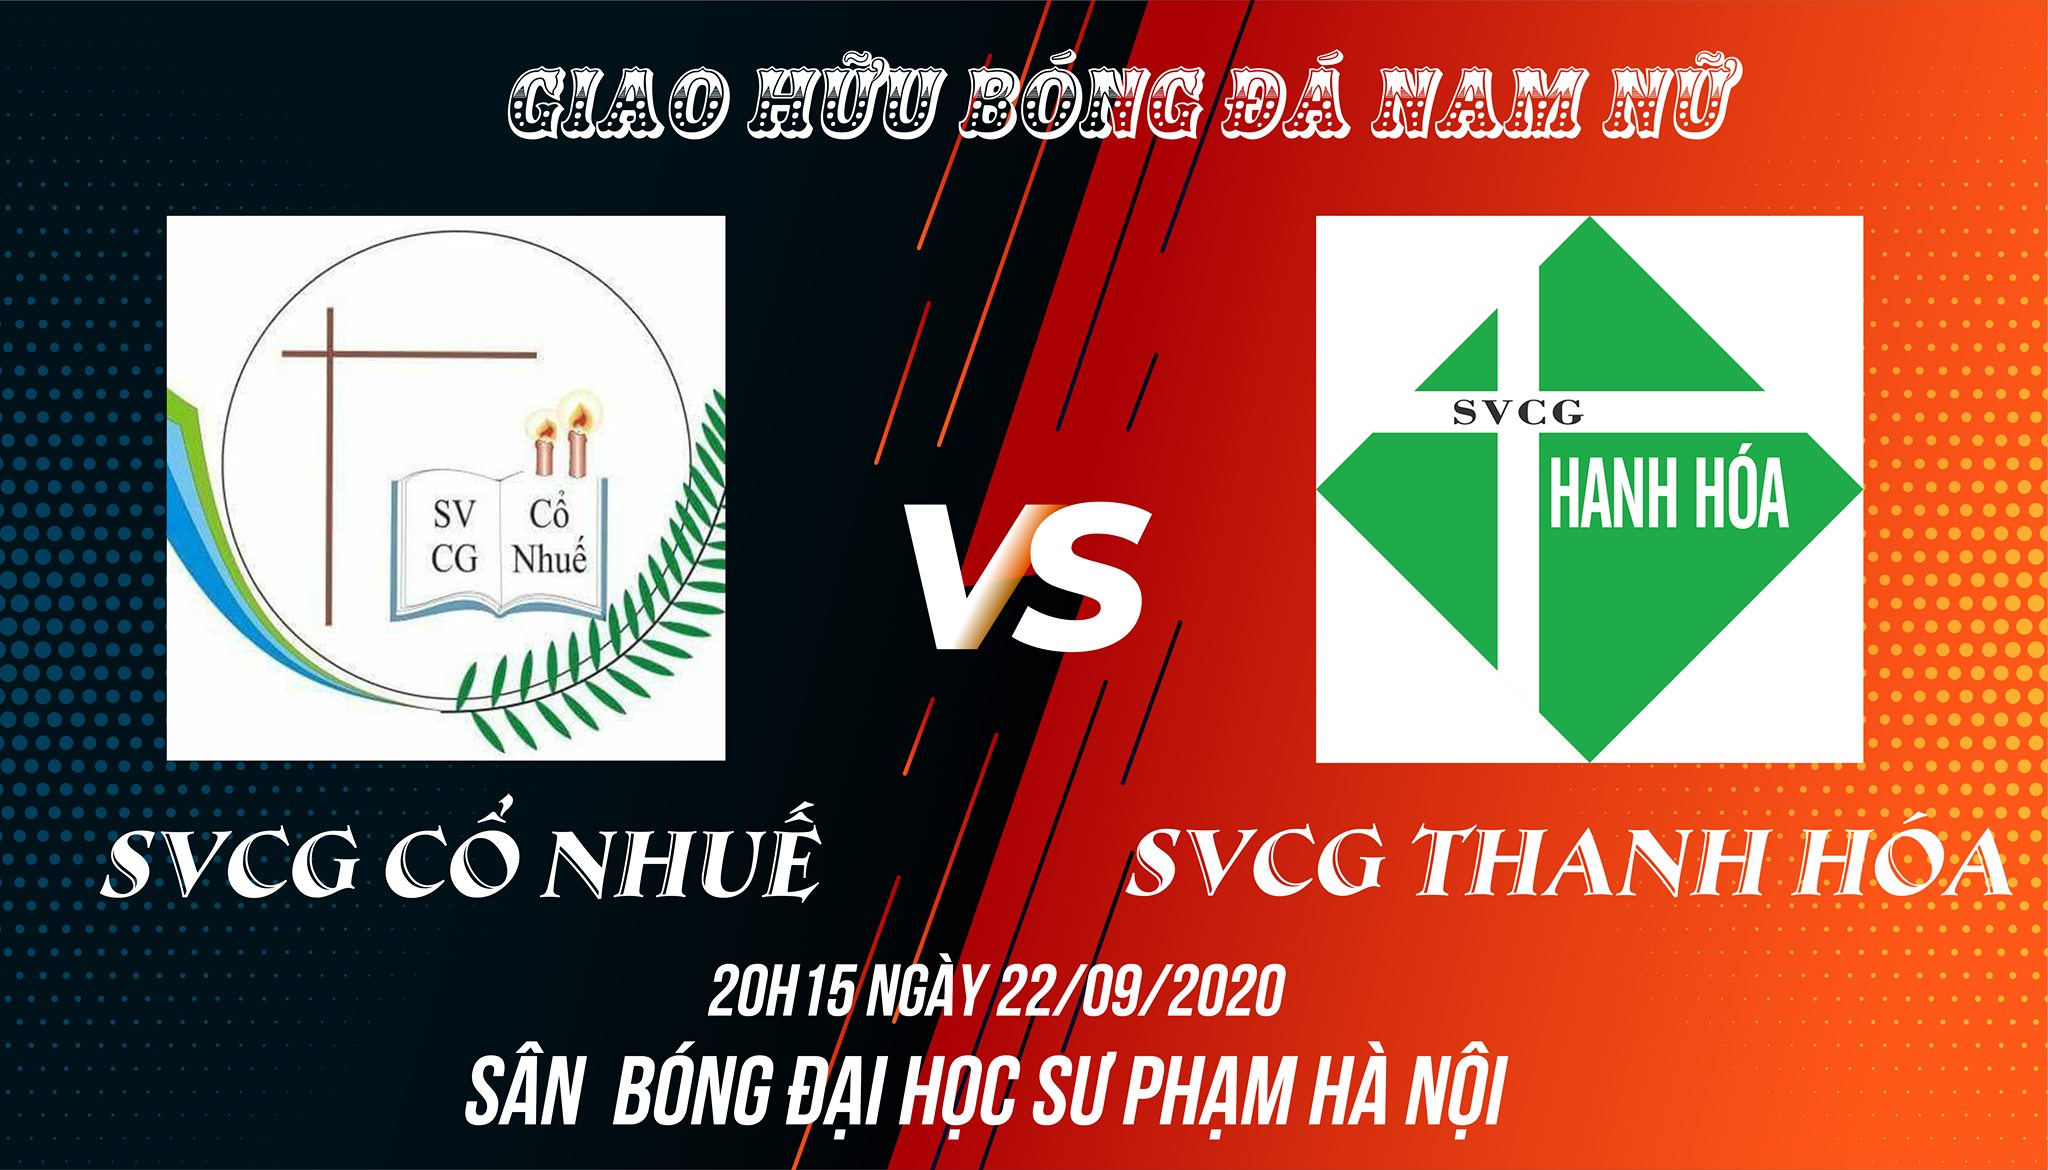 GIAO HỮU BÓNG ĐÁ NAM NỮ
SV
CG
Cổ
Nhuế
VS
SVCG
HANH HÓA
SVCG CỔ NHUẾ
SVCG THANH HÓA
20H15 NGÀY 22/09/2020
SÂN BÓNG ĐẠI HỌC SƯ PHẠM HÀ NỘI